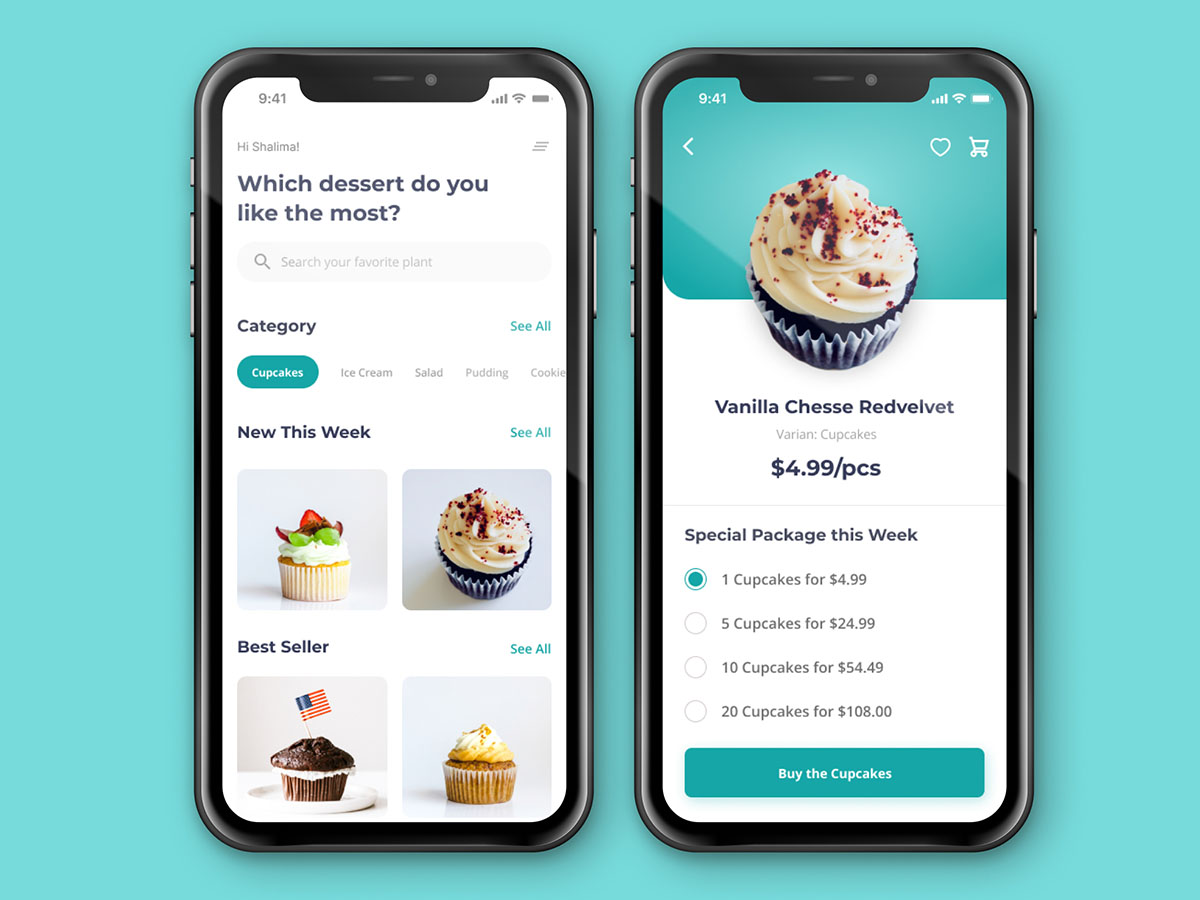 9:41
Hi Shalima!
Which dessert do you
like the most?
Search your favorite plant
Category
See All
Cupcakes
Ice Cream
Salad
Pudding
Cookie
New This Week
See All
Best Seller
See All
9:41
Vanilla Chesse Redvelvet
Varian: Cupcakes
$4.99/pcs
Special Package this Week
1 Cupcakes for $4.99
5 Cupcakes for $24.99
10 Cupcakes for $54.49
20 Cupcakes for $108.00
Buy the Cupcakes